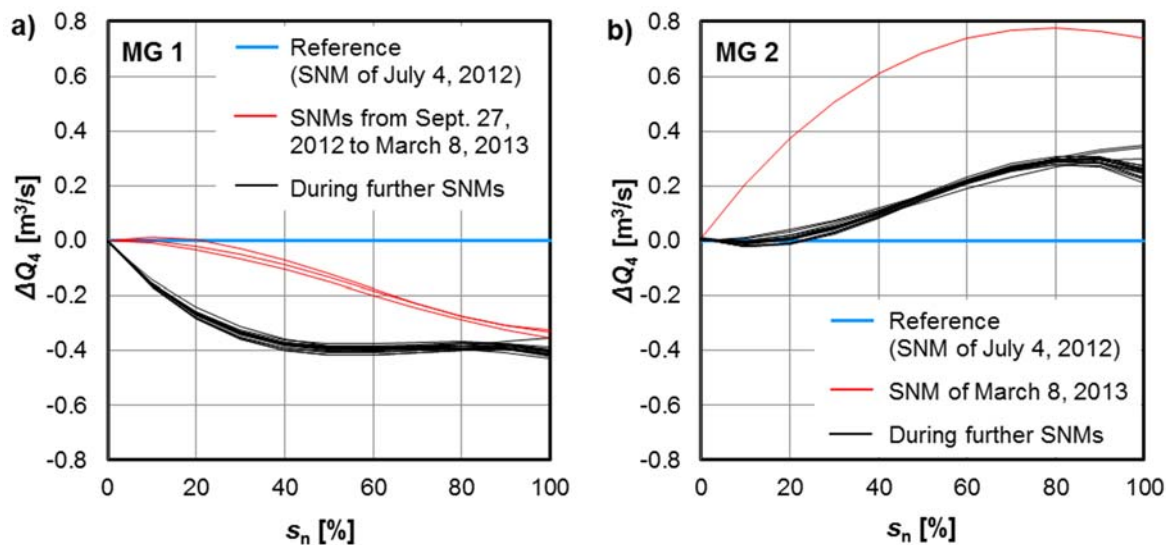 a)
MG 1
Reference
(SNM of July 4, 2012)
SNMs from Sept. 27,
2012 to March 8, 2013
During further SNMs
ΔQ₄ [m³/s]
0.8
0.6
0.4
0.2
0.0
-0.2
-0.4
-0.6
-0.8
0 20 40 60 80 100
sₙ [%]
b)
MG 2
ΔQ₄ [m³/s]
0.8
0.6
0.4
0.2
0.0
-0.2
-0.4
-0.6
-0.8
Reference
(SNM of July 4, 2012)
SNM of March 8, 2013
During further SNMs
0 20 40 60 80 100
sₙ [%]